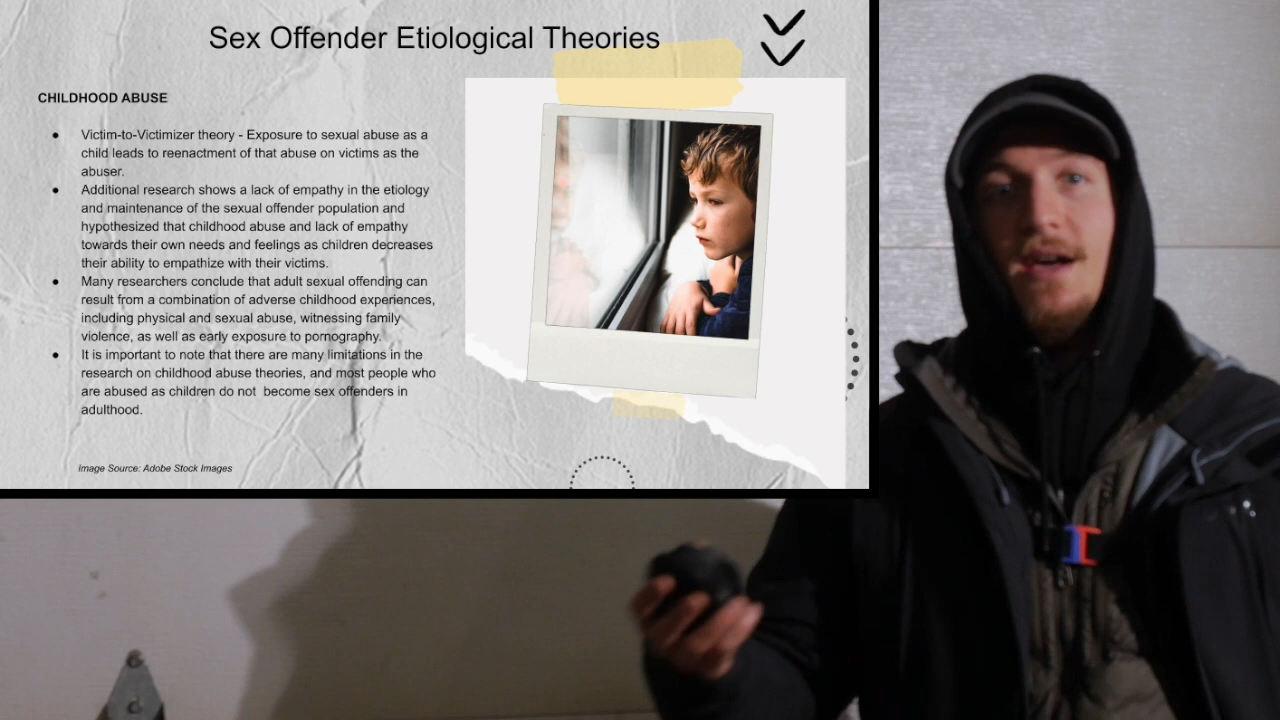 Sex Offender Etiological Theories
CHILDHOOD ABUSE
● Victim-to-Victimizer theory - Exposure to sexual abuse as a
child leads to reenactment of that abuse on victims as the
abuser.
● Additional research shows a lack of empathy in the etiology
and maintenance of the sexual offender population and
hypothesized that childhood abuse and lack of empathy
towards their own needs and feelings as children decreases
their ability to empathize with their victims.
● Many researchers conclude that adult sexual offending can
result from a combination of adverse childhood experiences,
including physical and sexual abuse, witnessing family
violence, as well as early exposure to pornography.
● It is important to note that there are many limitations in the
research on childhood abuse theories, and most people who
are abused as children do not  become sex offenders in
adulthood.
Image Source: Adobe Stock Images